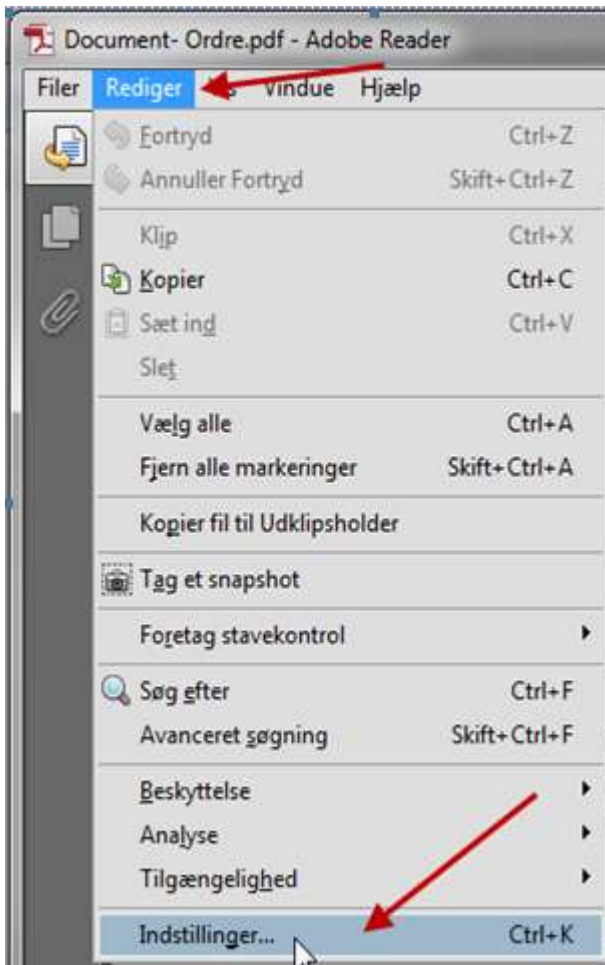 Document- Ordre.pdf - Adobe Reader
Filer Rediger Vindue Hjælp
Fortryd Ctrl+Z
Annuller Fortryd Skift+Ctrl+Z
Klip Ctrl+X
Kopier Ctrl+C
Sæt ind Ctrl+V
Slet
Vælg alle Ctrl+A
Fjern alle markeringer Skift+Ctrl+A
Kopier fil til Udklipsholder
Tag et snapshot
Foretag stavekontrol
Søg efter Ctrl+F
Avanceret søgning Skift+Ctrl+F
Beskyttelse
Analyse
Tilgængelighed
Indstillinger... Ctrl+K